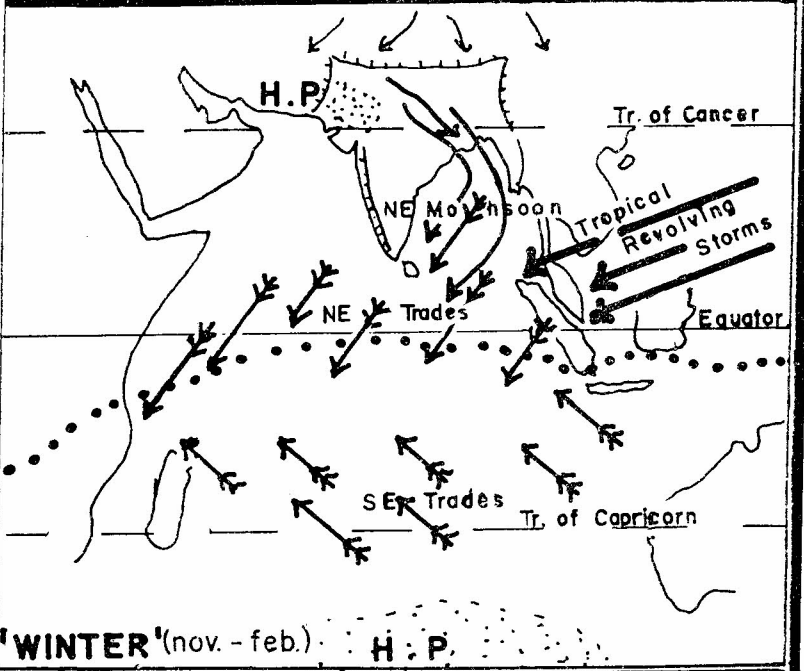 H.P
Tr. of Cancer
NE Monsoon
Tropical
Revolving
Storms
NE Trades
Equator
SE Trades
Tr. of Capricorn
'WINTER' (nov. - feb.)
H.P